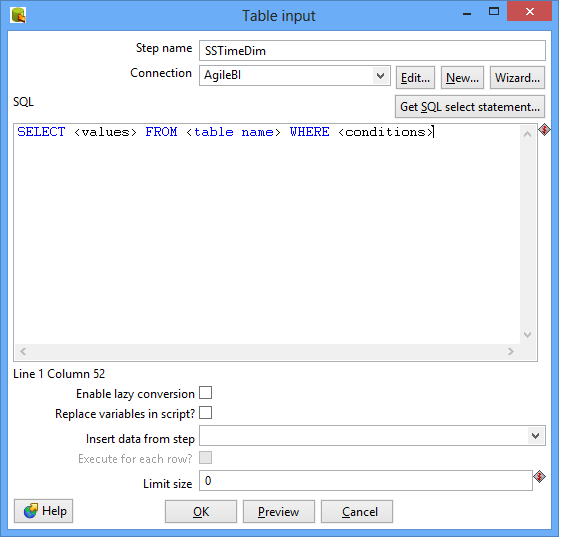 Table input
Step name SSTimeDim
Connection AgileBI Edit... New... Wizard...
SQL Get SQL select statement...
SELECT <values> FROM <table name> WHERE <conditions>
Line 1 Column 52
Enable lazy conversion
Replace variables in script?
Insert data from step
Execute for each row?
Limit size 0
Help OK Preview Cancel